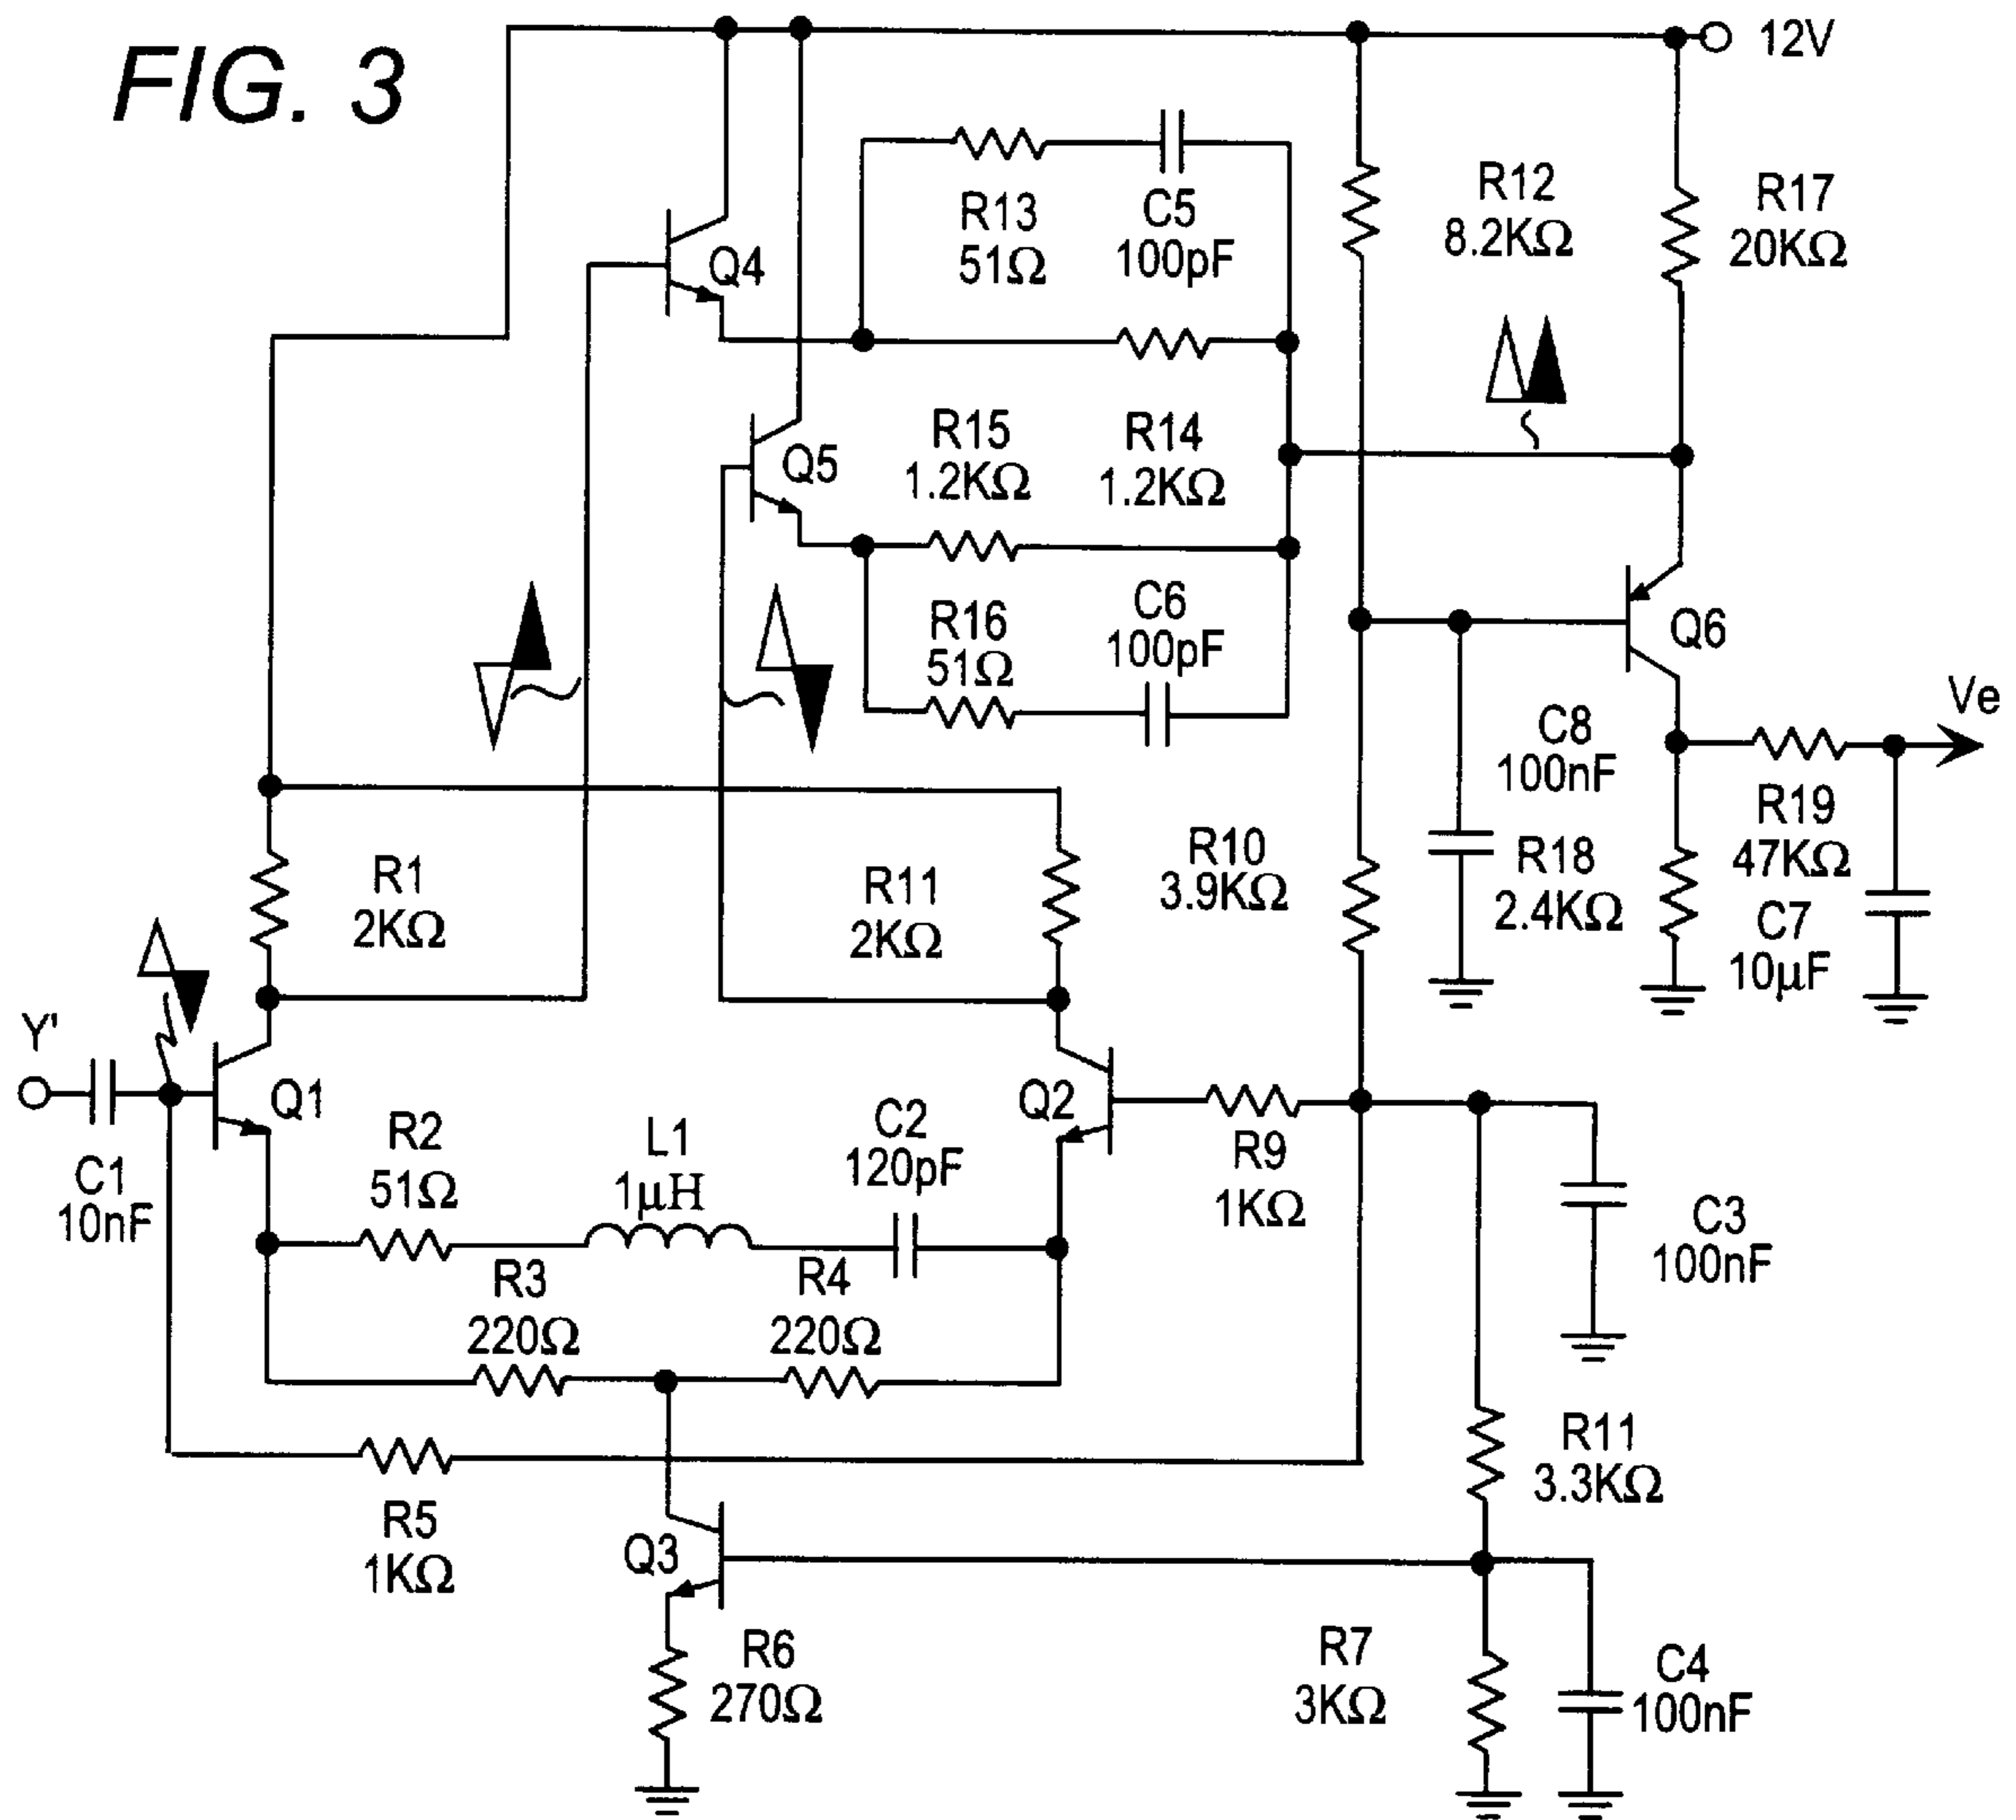 FIG. 3
12V
R12
8.2KΩ
R17
20KΩ
R13
51Ω
C5
100pF
Q4
Q5
R15
1.2KΩ
R14
1.2KΩ
R16
51Ω
C6
100pF
Q6
Ve
C8
100nF
R19
47KΩ
R18
2.4KΩ
C7
10μF
R10
3.9KΩ
R1
2KΩ
R11
2KΩ
Y'
C1
10nF
Q1
R2
51Ω
L1
1μH
C2
120pF
Q2
R9
1KΩ
C3
100nF
R3
220Ω
R4
220Ω
R11
3.3KΩ
R5
1KΩ
Q3
R6
270Ω
R7
3KΩ
C4
100nF